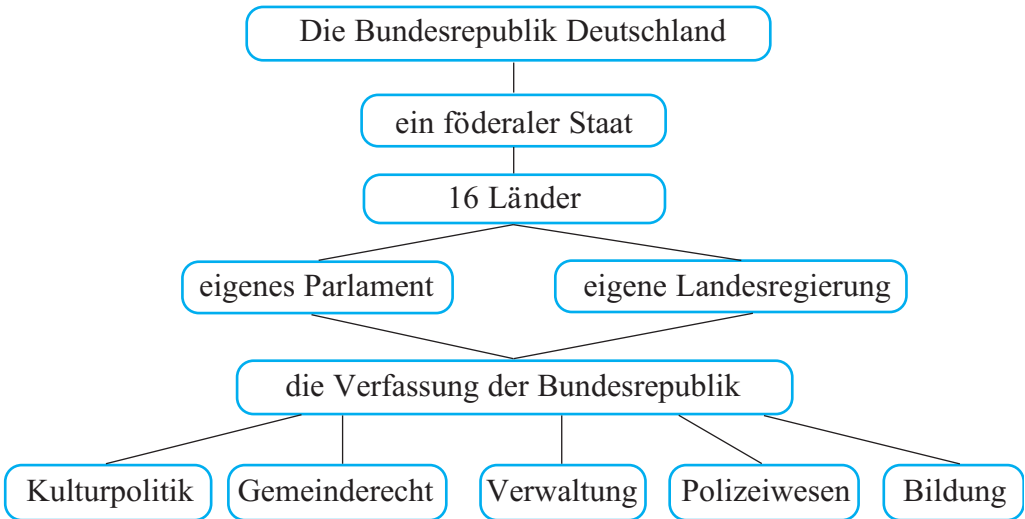 Die Bundesrepublik Deutschland
ein föderaler Staat
16 Länder
eigenes Parlament
eigene Landesregierung
die Verfassung der Bundesrepublik
Kulturpolitik
Gemeinderecht
Verwaltung
Polizeiwesen
Bildung